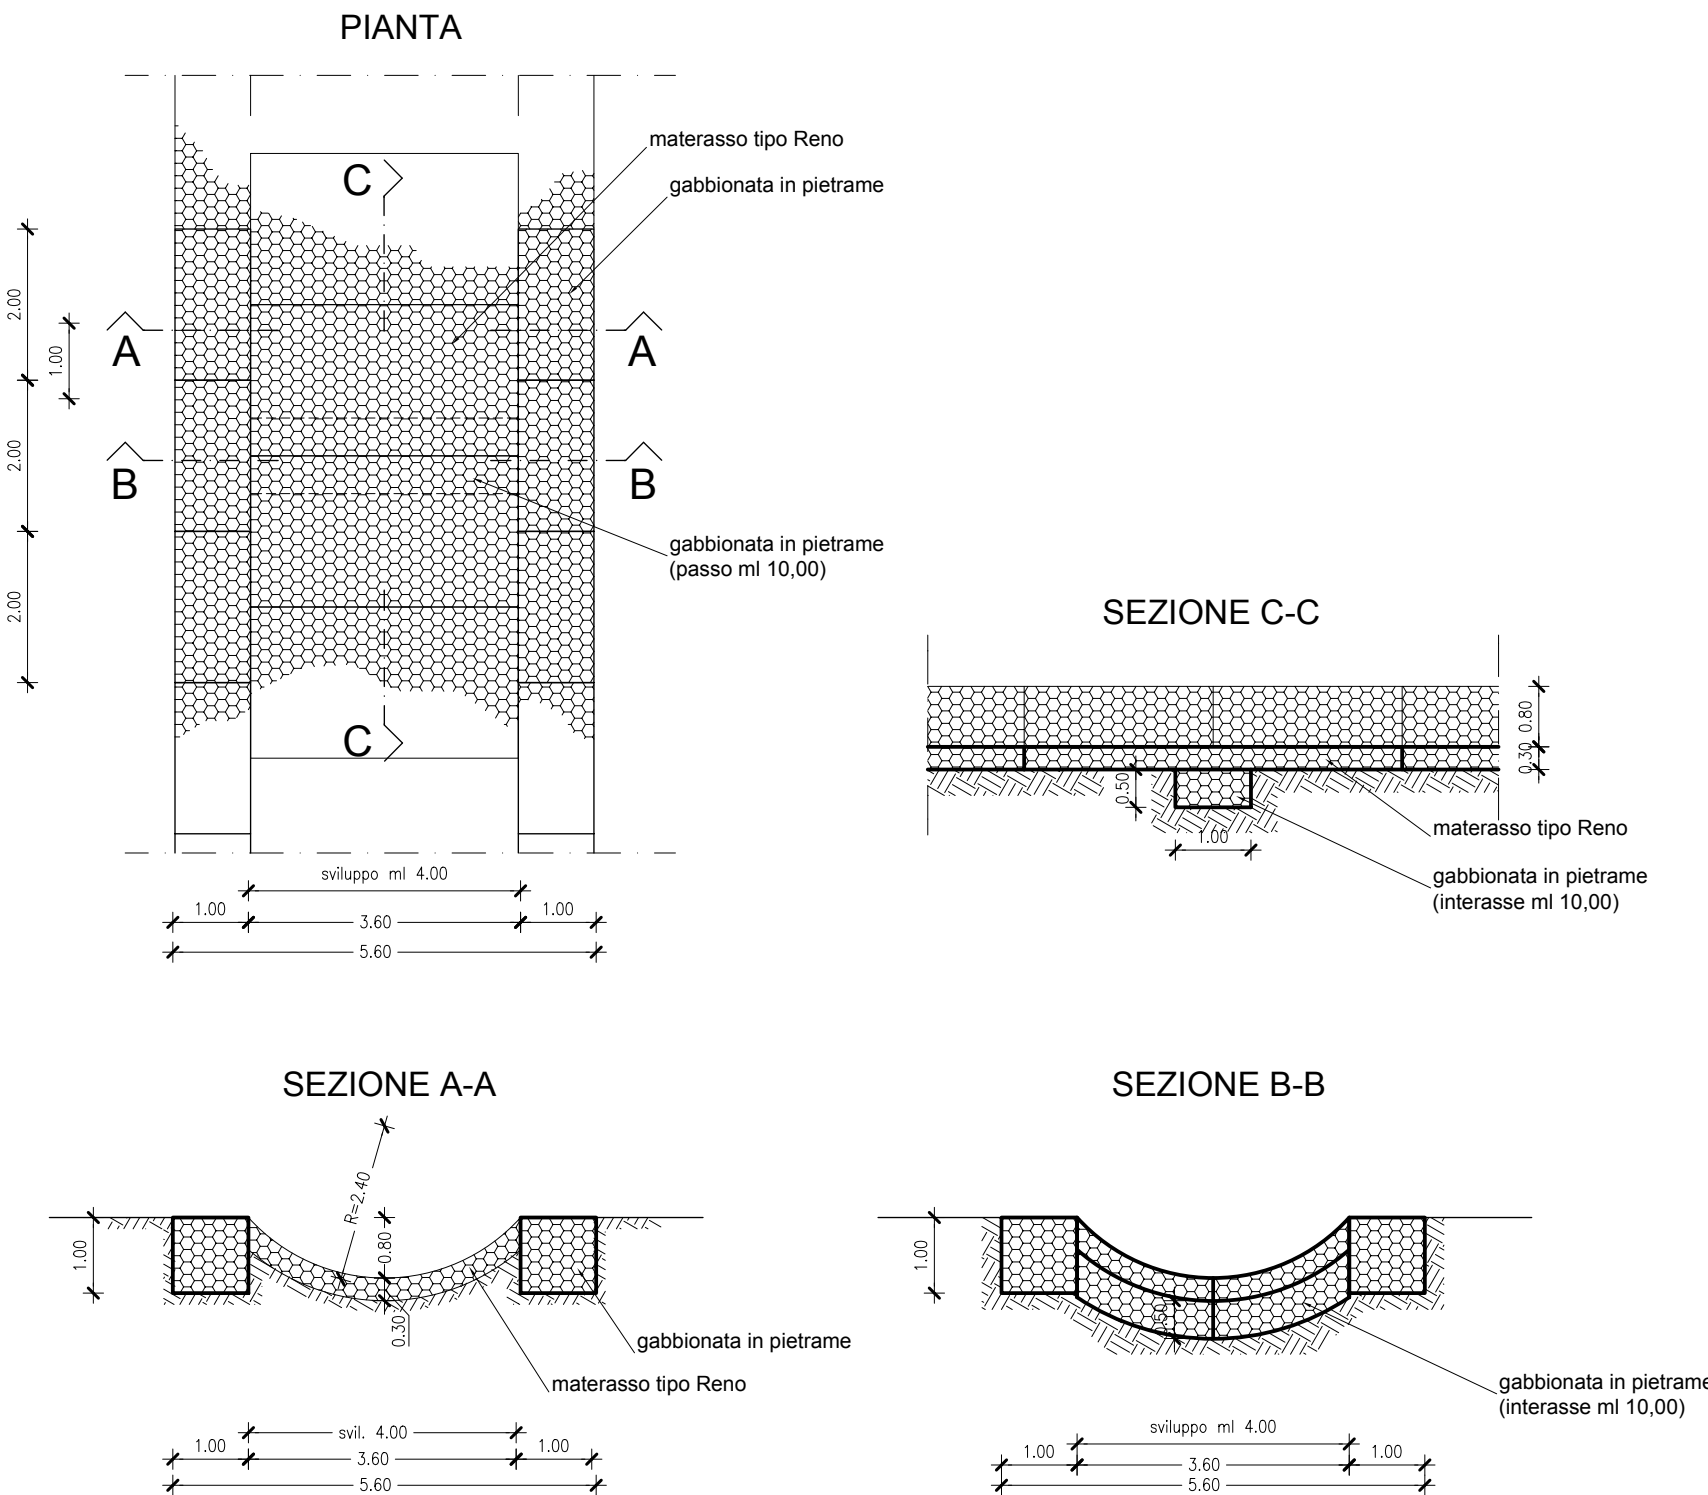 PIANTA
materasso tipo Reno
gabbionata in pietrame
C
2.00
1.00
A
A
2.00
B
B
gabbionata in pietrame
(passo ml 10,00)
2.00
C
sviluppo ml 4.00
1.00
3.60
1.00
5.60
SEZIONE C-C
0.80
0.30
0.50
1.00
materasso tipo Reno
gabbionata in pietrame
(interasse ml 10,00)
SEZIONE A-A
R=2.40
1.00
0.80
0.30
gabbionata in pietrame
materasso tipo Reno
svil. 4.00
1.00
3.60
1.00
5.60
SEZIONE B-B
1.00
0.50
gabbionata in pietrame
(interasse ml 10,00)
sviluppo ml 4.00
1.00
3.60
1.00
5.60